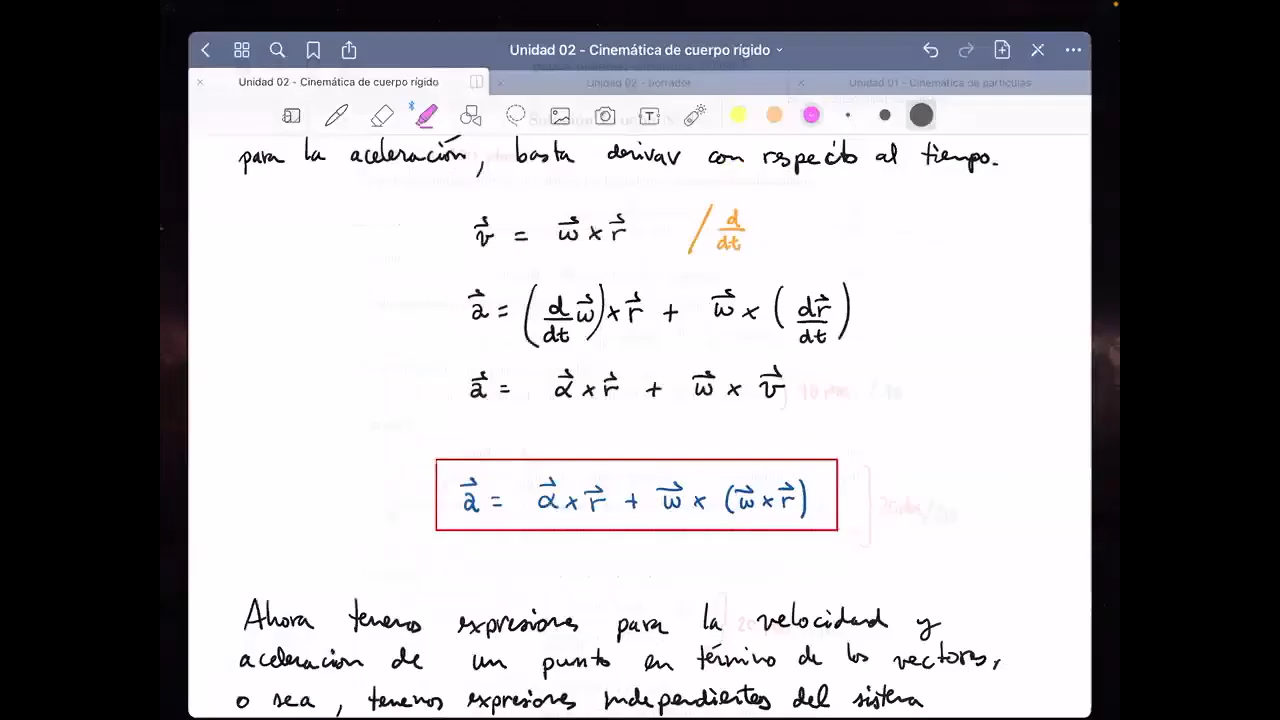 Unidad 02 - Cinemática de cuerpo rígido
Unidad 02 - Cinemática de cuerpo rígido
Unidad 02 - borrador
Unidad 01 - Cinemática de partículas
para la aceleración, basta derivar con respecto al tiempo.
v⃗ = ω⃗ × r⃗ / d/dt
a⃗ = (d/dt ω⃗) × r⃗ + ω⃗ × (dr⃗/dt)
a⃗ = α⃗ × r⃗ + ω⃗ × v⃗
a⃗ = α⃗ × r⃗ + ω⃗ × (ω⃗ × r⃗)
Ahora tenemos expresiones para la velocidad y
aceleración de un punto en término de los vectores,
o sea, tenemos expresiones independientes del sistema